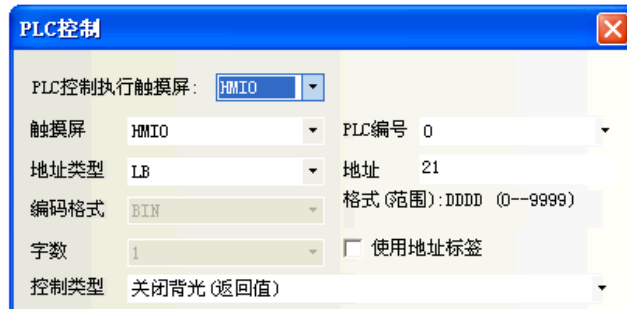 PLC控制
PLC控制执行触摸屏: HMI0
触摸屏 HMI0 PLC编号 0
地址类型 LB 地址 21
编码格式 BIN 格式(范围):DDDD (0--9999)
字数 1 使用地址标签
控制类型 关闭背光(返回值)